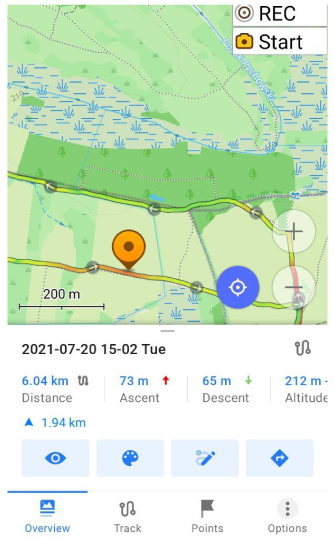 REC
Start
210
200 m
2021-07-20 15-02 Tue
6.04 km 73 m 65 m 212 m -
Distance Ascent Descent Altitude
1.94 km
Overview Track Points Options